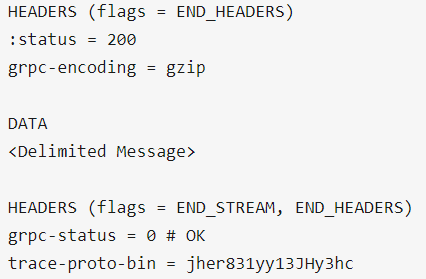 HEADERS (flags = END_HEADERS)
:status = 200
grpc-encoding = gzip

DATA
<Delimited Message>

HEADERS (flags = END_STREAM, END_HEADERS)
grpc-status = 0 # OK
trace-proto-bin = jher831yy13JHy3hc